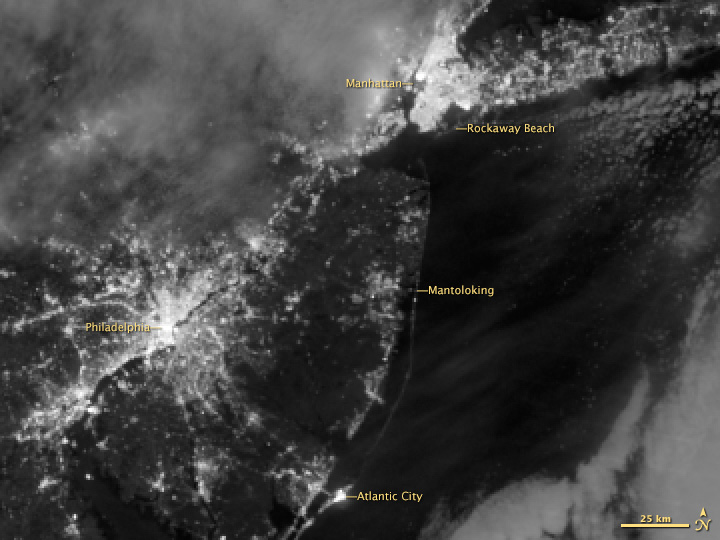 Manhattan
Rockaway Beach
Mantoloking
Philadelphia
Atlantic City
25 km
N